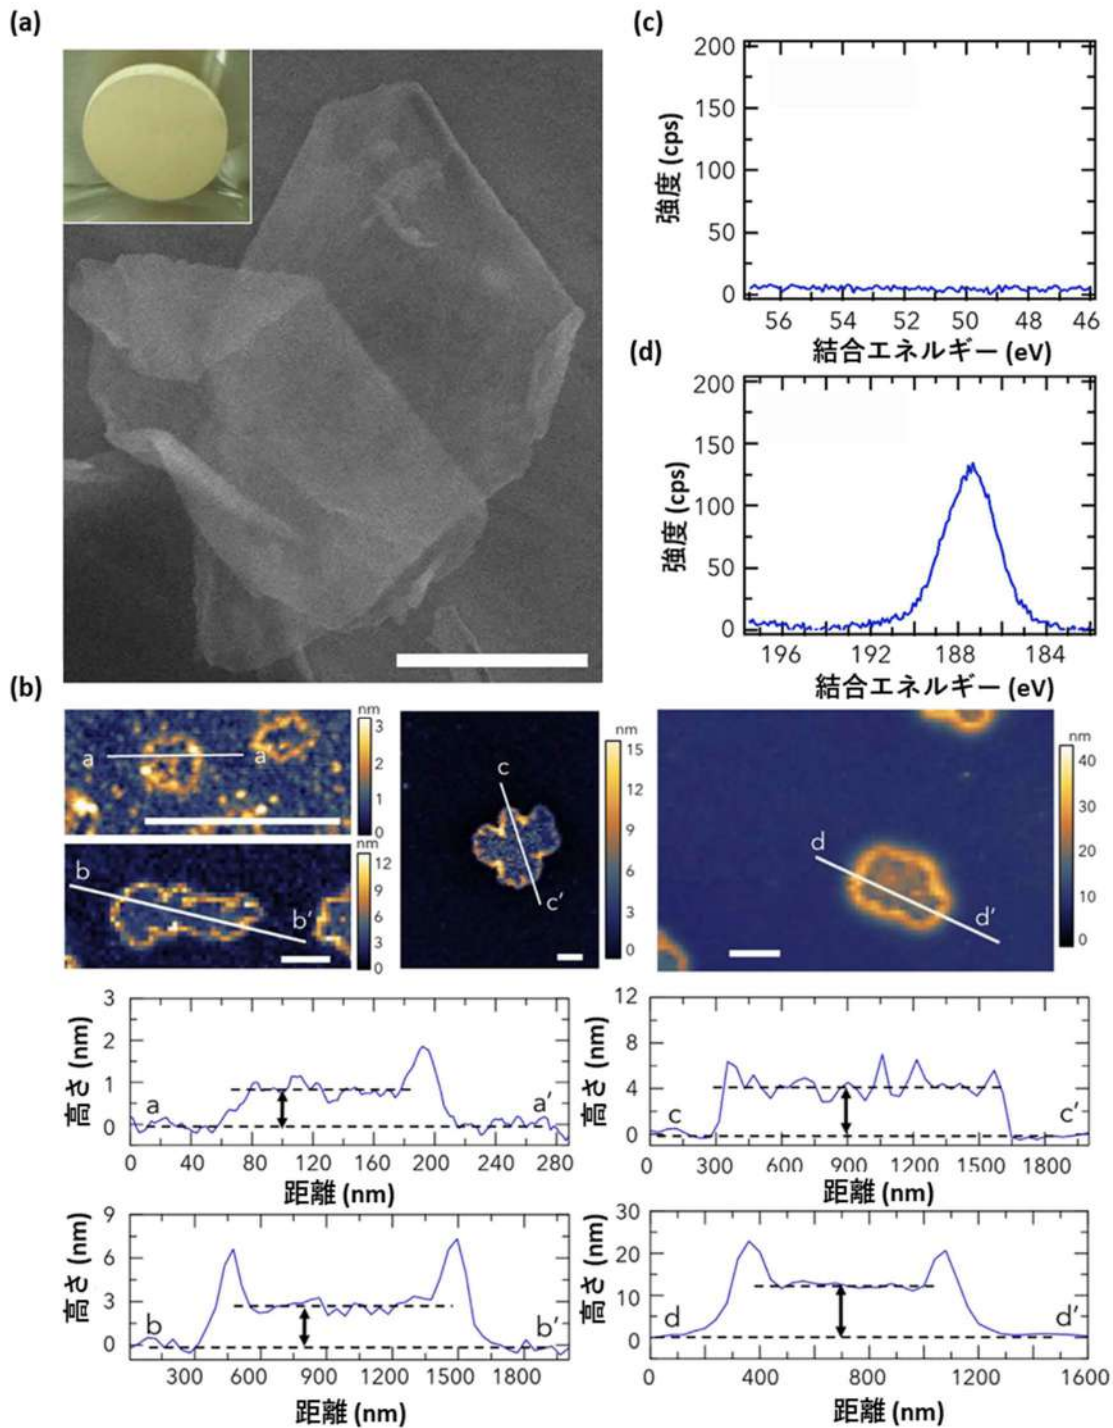 (a)
(c)
200
150
100
50
0
強度 (cps)
56 54 52 50 48 46
結合エネルギー (eV)
(d)
200
150
100
50
0
強度 (cps)
196 192 188 184
結合エネルギー (eV)
(b)
nm
3
2
1
0
a a
nm
12
9
6
3
0
b b'
nm
15
12
9
6
3
0
c
c'
nm
40
30
20
10
0
d
d'
3
2
1
0
高さ (nm)
a a'
0 40 80 120 160 200 240 280
距離 (nm)
12
8
4
0
高さ (nm)
c c'
0 300 600 900 1200 1500 1800
距離 (nm)
9
6
3
0
高さ (nm)
b b'
300 600 900 1200 1500 1800
距離 (nm)
30
20
10
0
高さ (nm)
d d'
0 400 800 1200 1600
距離 (nm)